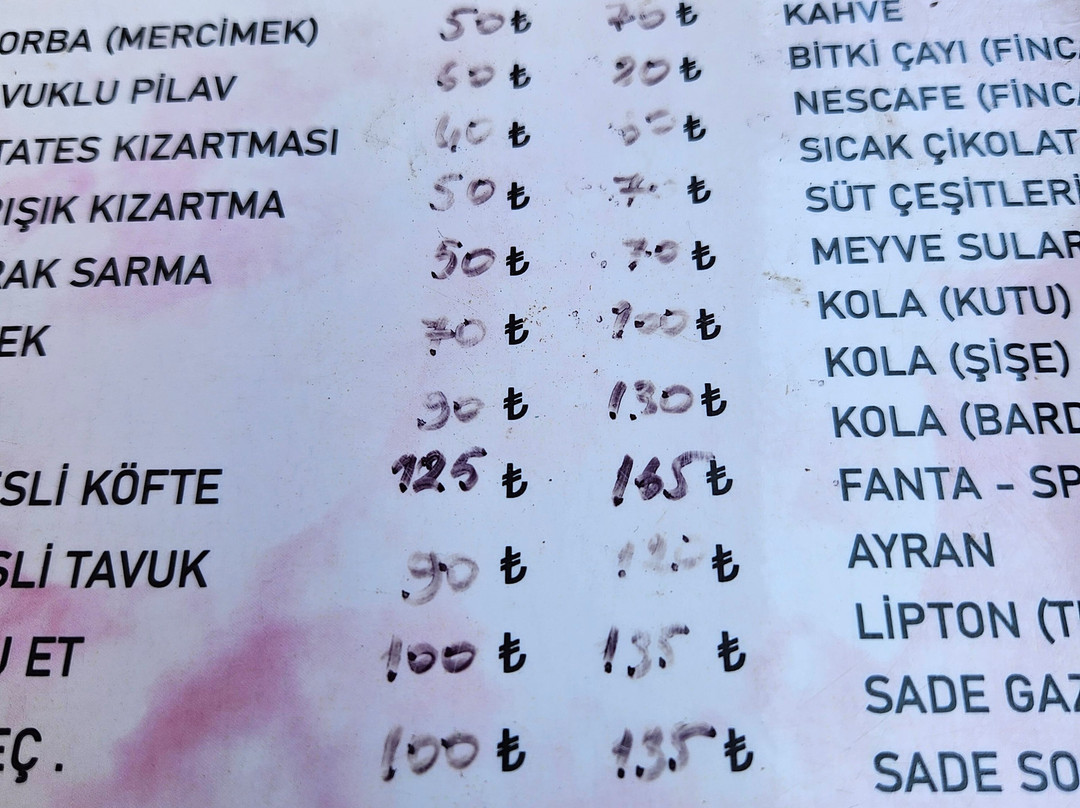 ORBA (MERCİMEK) 50 ₺ 70 ₺ KAHVE
VUKLU PİLAV 60 ₺ 90 ₺ BİTKİ ÇAYI (FİNCA
TATES KIZARTMASI 40 ₺ ₺ NESCAFE (FİNCA
RIŞIK KIZARTMA 50 ₺ ₺ SICAK ÇİKOLAT
RAK SARMA 50 ₺ 70 ₺ SÜT ÇEŞİTLERİ
EK 70 ₺ 100 ₺ MEYVE SULAR
90 ₺ 130 ₺ KOLA (KUTU)
SLİ KÖFTE 125 ₺ 165 ₺ KOLA (ŞİŞE)
SLİ TAVUK 90 ₺ 120 ₺ KOLA (BARD
U ET 100 ₺ 135 ₺ FANTA - SP
EÇ . 100 ₺ 135 ₺ AYRAN
LİPTON (T
SADE GAZ
SADE SO